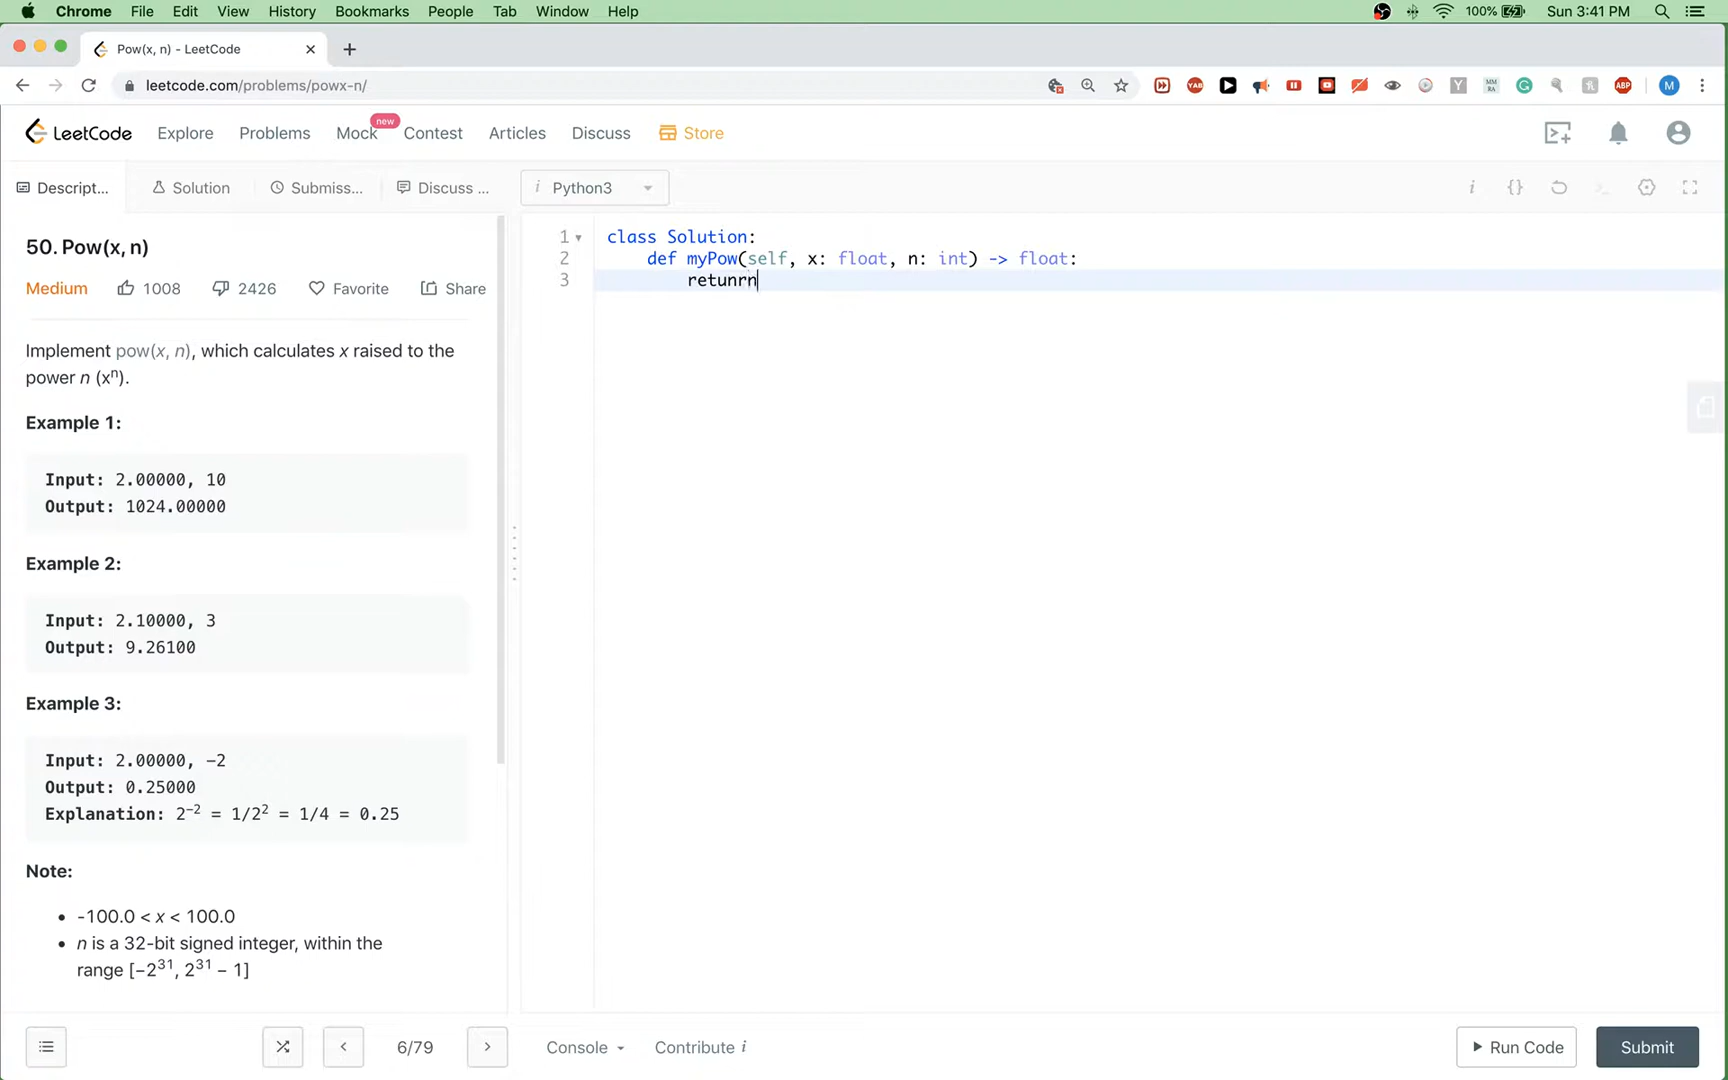 Chrome File Edit View History Bookmarks People Tab Window Help 100% Sun 3:41 PM
Pow(x, n) - LeetCode
leetcode.com/problems/powx-n/
YAB Y MM RA ABP M
LeetCode Explore Problems Mock new Contest Articles Discuss Store
Descript... Solution Submiss... Discuss ... i Python3 i {}
50. Pow(x, n)
Medium 1008 2426 Favorite Share
Implement pow(x, n), which calculates x raised to the
power n (xⁿ).
Example 1:
Input: 2.00000, 10
Output: 1024.00000
Example 2:
Input: 2.10000, 3
Output: 9.26100
Example 3:
Input: 2.00000, -2
Output: 0.25000
Explanation: 2⁻² = 1/2² = 1/4 = 0.25
Note:
• -100.0 < x < 100.0
• n is a 32-bit signed integer, within the
range [−2³¹, 2³¹ − 1]
1 class Solution:
2 def myPow(self, x: float, n: int) -> float:
3 retunrn
6/79 Console Contribute i Run Code Submit